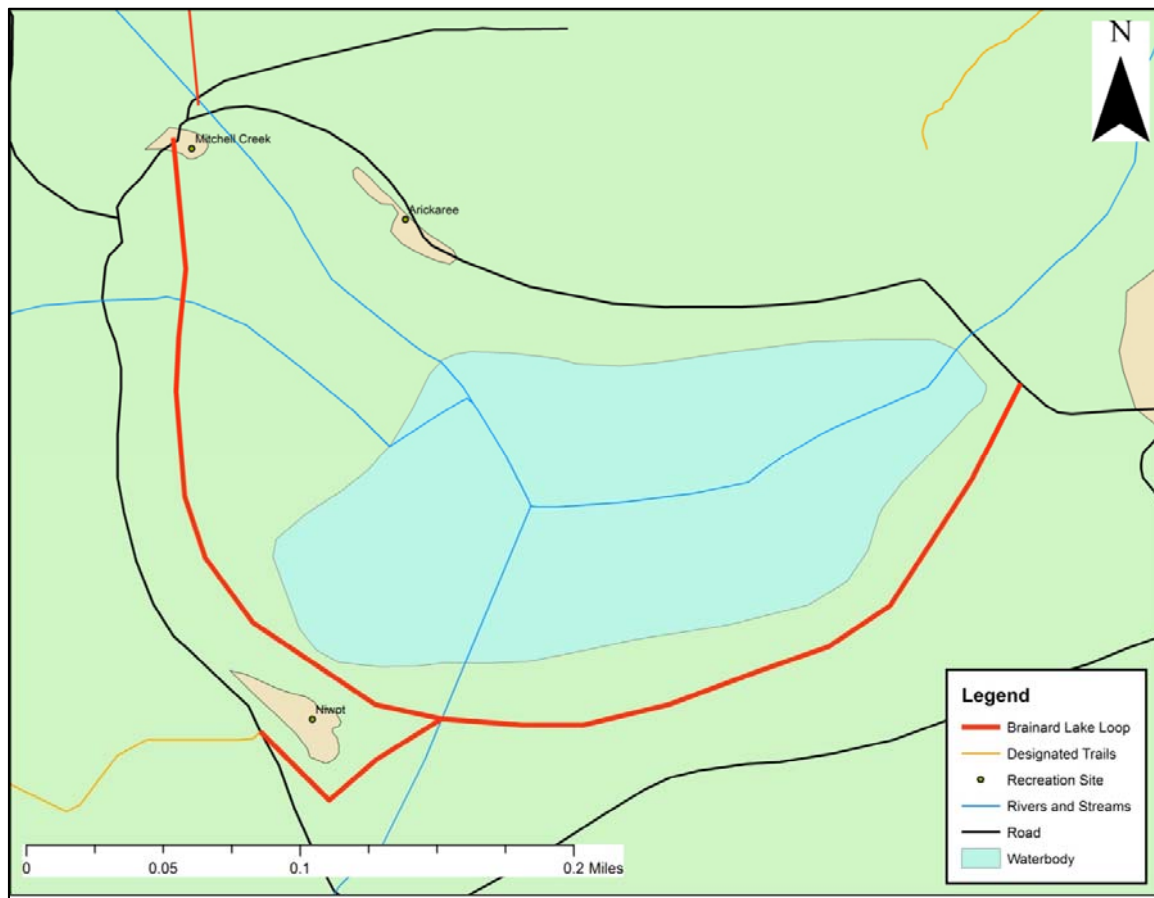 N
Mitchell Creek
Arickaree
Niwot
Legend
Brainard Lake Loop
Designated Trails
Recreation Site
Rivers and Streams
Road
Waterbody
0 0.05 0.1 0.2 Miles